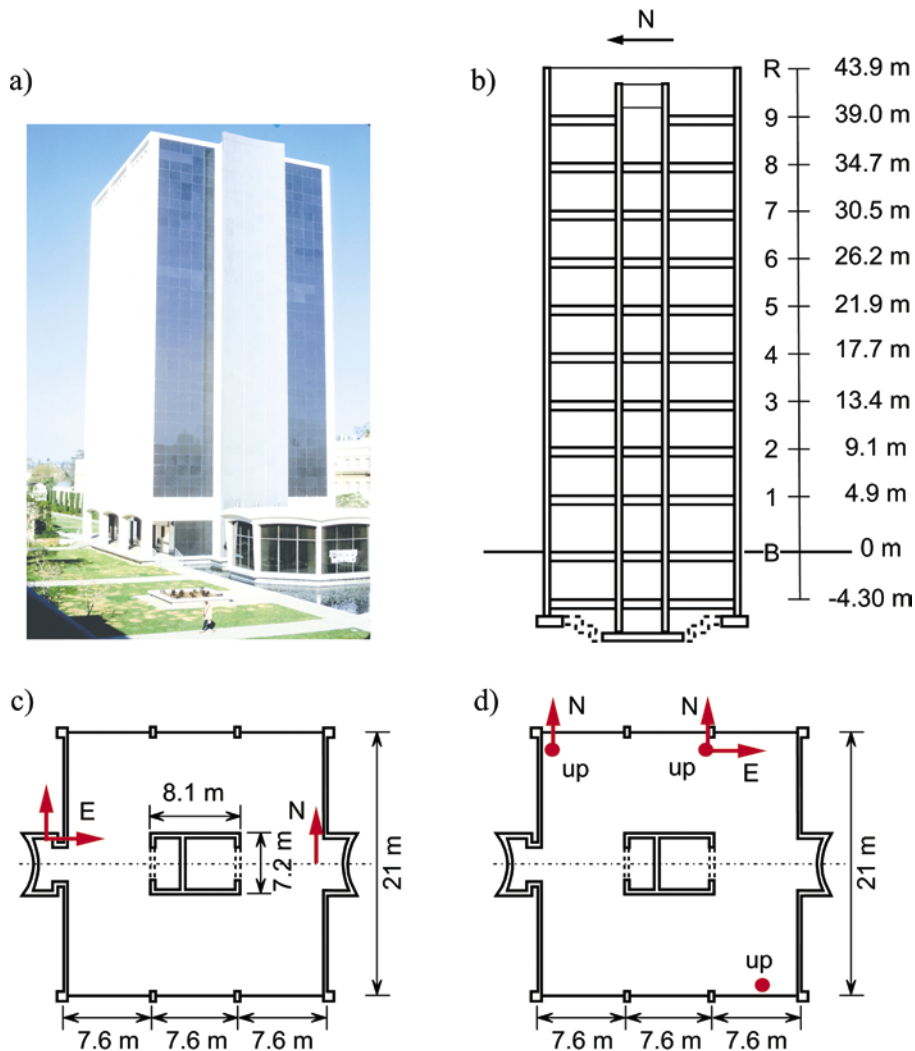 a)
b)
N
R 43.9 m
9 39.0 m
8 34.7 m
7 30.5 m
6 26.2 m
5 21.9 m
4 17.7 m
3 13.4 m
2 9.1 m
1 4.9 m
B 0 m
-4.30 m
c)
E
N
8.1 m
7.2 m
21 m
7.6 m 7.6 m 7.6 m
d)
N
N
up
up
E
up
21 m
7.6 m 7.6 m 7.6 m